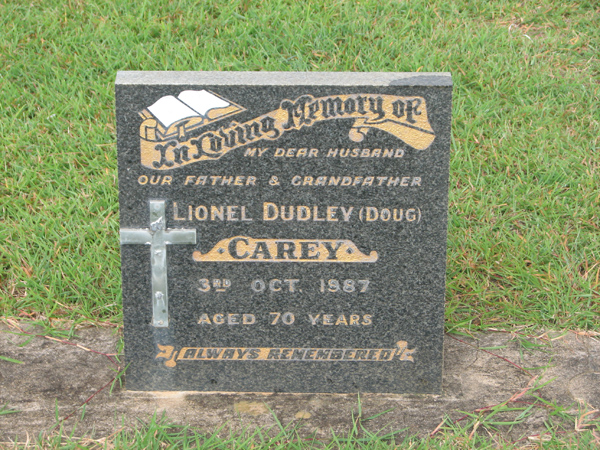 In Loving Memory of
MY DEAR HUSBAND
OUR FATHER & GRANDFATHER
LIONEL DUDLEY (DOUG)
CAREY
3RD OCT. 1987
AGED 70 YEARS
ALWAYS REMEMBERED